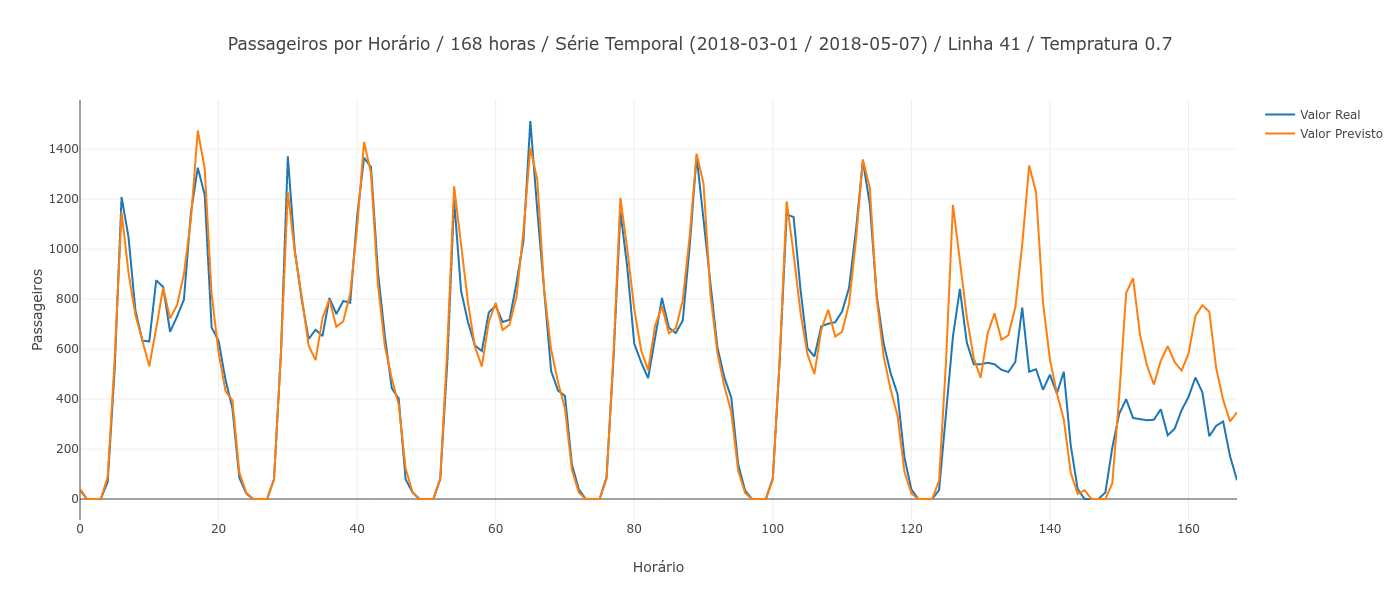 Passageiros por Horário / 168 horas / Série Temporal (2018-03-01 / 2018-05-07) / Linha 41 / Tempratura 0.7
Valor Real
Valor Previsto
Passageiros
1400
1200
1000
800
600
400
200
0
0 20 40 60 80 100 120 140 160
Horário